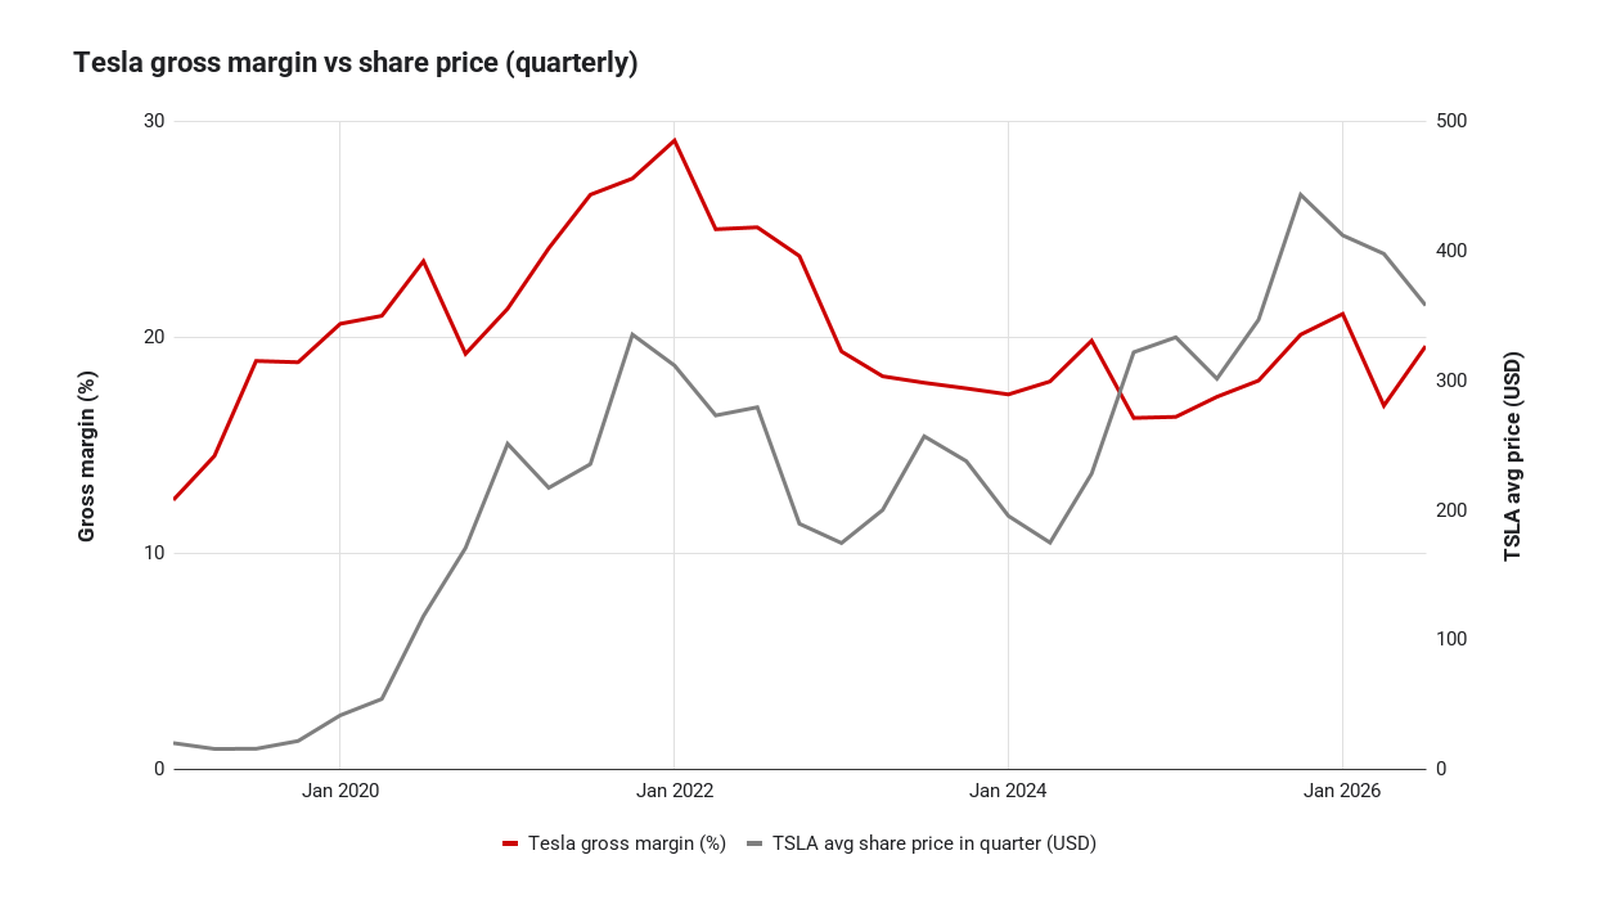 Tesla gross margin vs share price (quarterly)
30
20
10
0
Gross margin (%)
500
400
300
200
100
0
TSLA avg price (USD)
Jan 2020
Jan 2022
Jan 2024
Jan 2026
Tesla gross margin (%)
TSLA avg share price in quarter (USD)